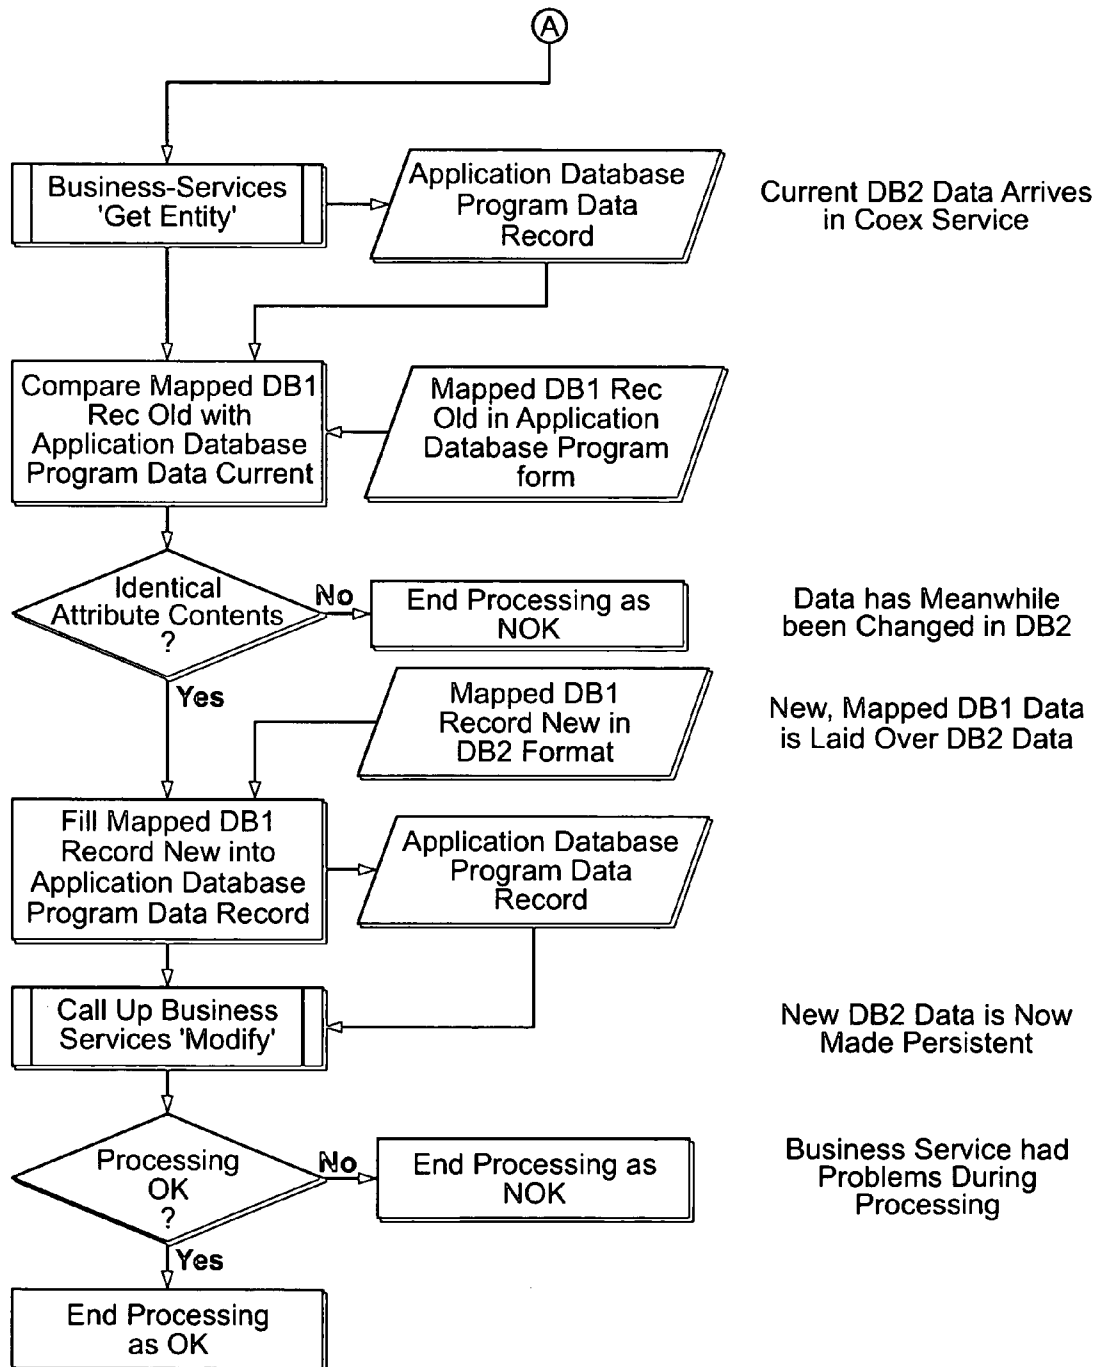 A
Business-Services
'Get Entity'
Application Database
Program Data
Record
Current DB2 Data Arrives
in Coex Service
Compare Mapped DB1
Rec Old with
Application Database
Program Data Current
Mapped DB1 Rec
Old in Application
Database Program
form
Identical
Attribute Contents
?
No
End Processing as
NOK
Data has Meanwhile
been Changed in DB2
Yes
Mapped DB1
Record New in
DB2 Format
New, Mapped DB1 Data
is Laid Over DB2 Data
Fill Mapped DB1
Record New into
Application Database
Program Data Record
Application Database
Program Data
Record
Call Up Business
Services 'Modify'
New DB2 Data is Now
Made Persistent
Processing
OK
?
No
End Processing as
NOK
Business Service had
Problems During
Processing
Yes
End Processing
as OK